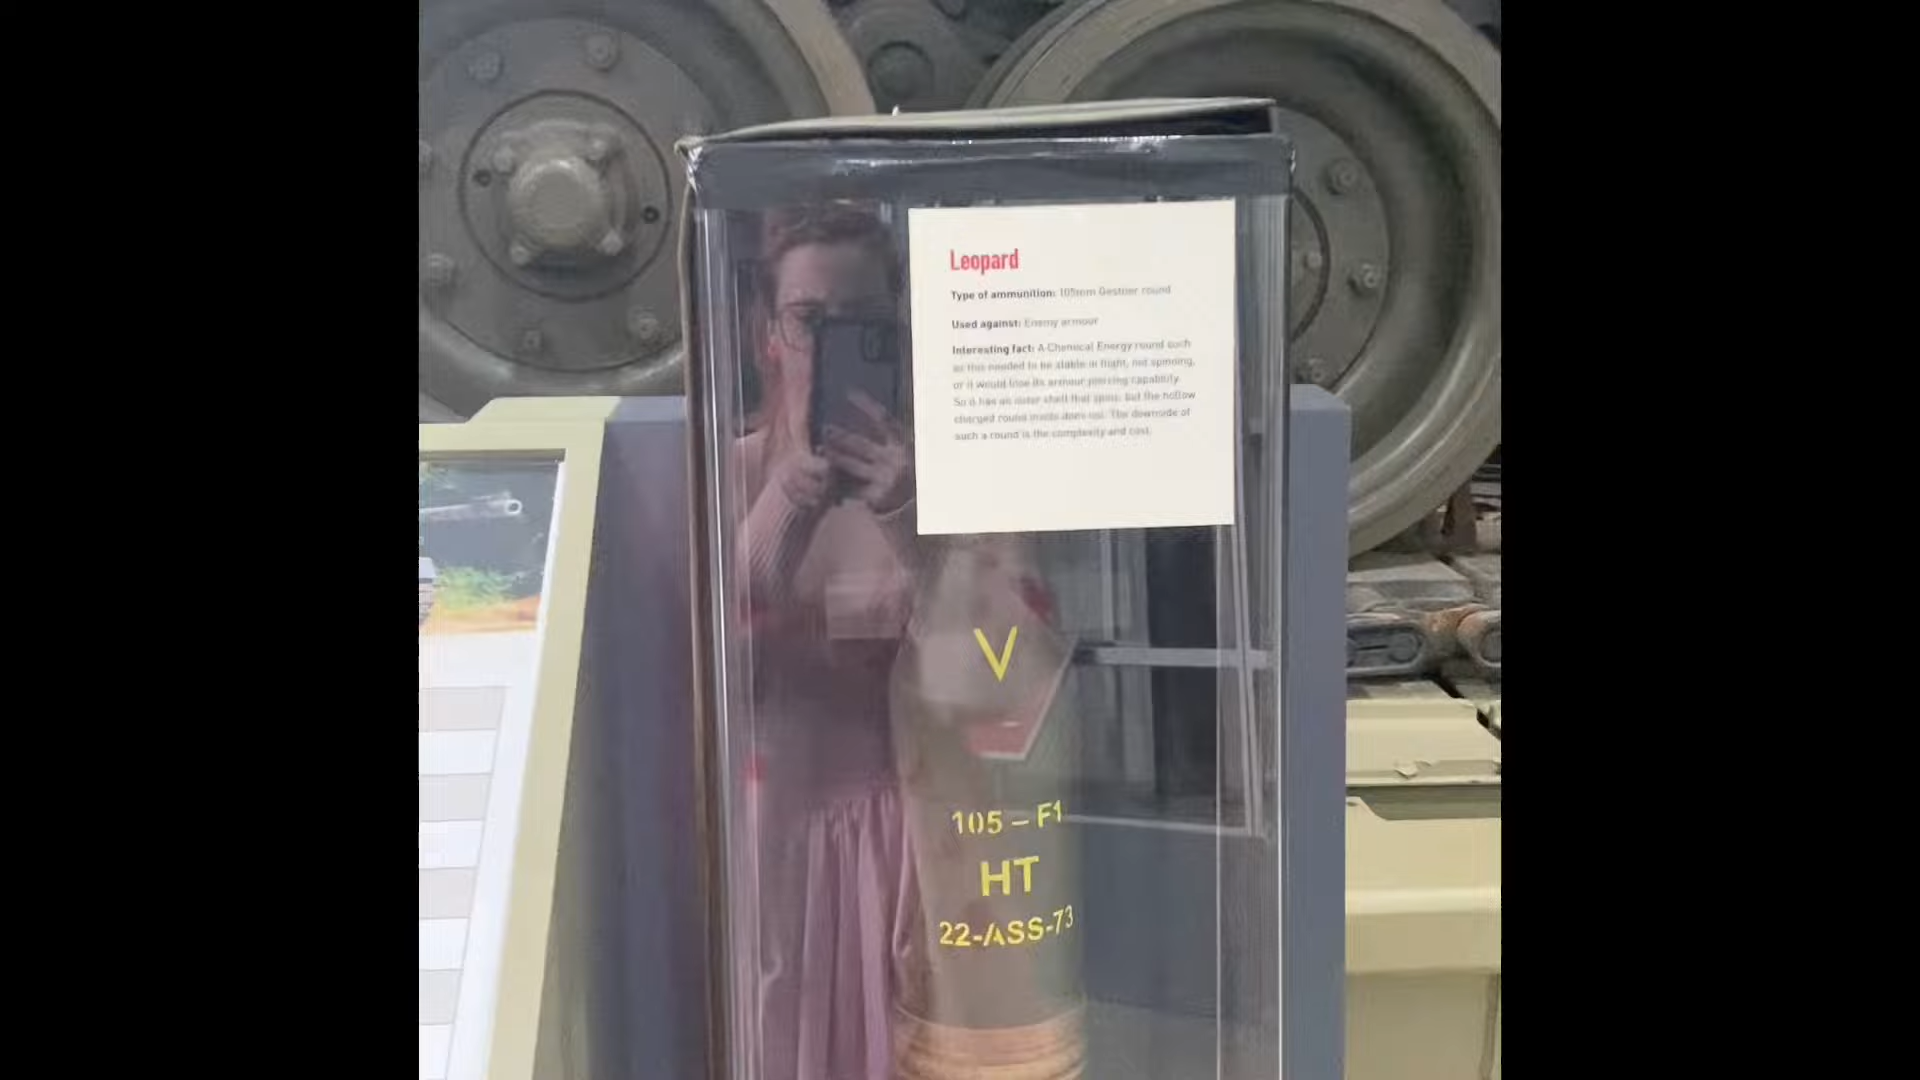 Leopard
Type of ammunition: 105mm Gestner round
Used against: Enemy armour
Interesting fact: A Chemical Energy round such
as this needed to be stable in flight, not spinning,
or it would lose its armour piercing capability.
So it has an outer shell that spins, but the hollow
charged round inside does not. The downside of
such a round is the complexity and cost.
V
105 – F1
HT
22-ASS-73